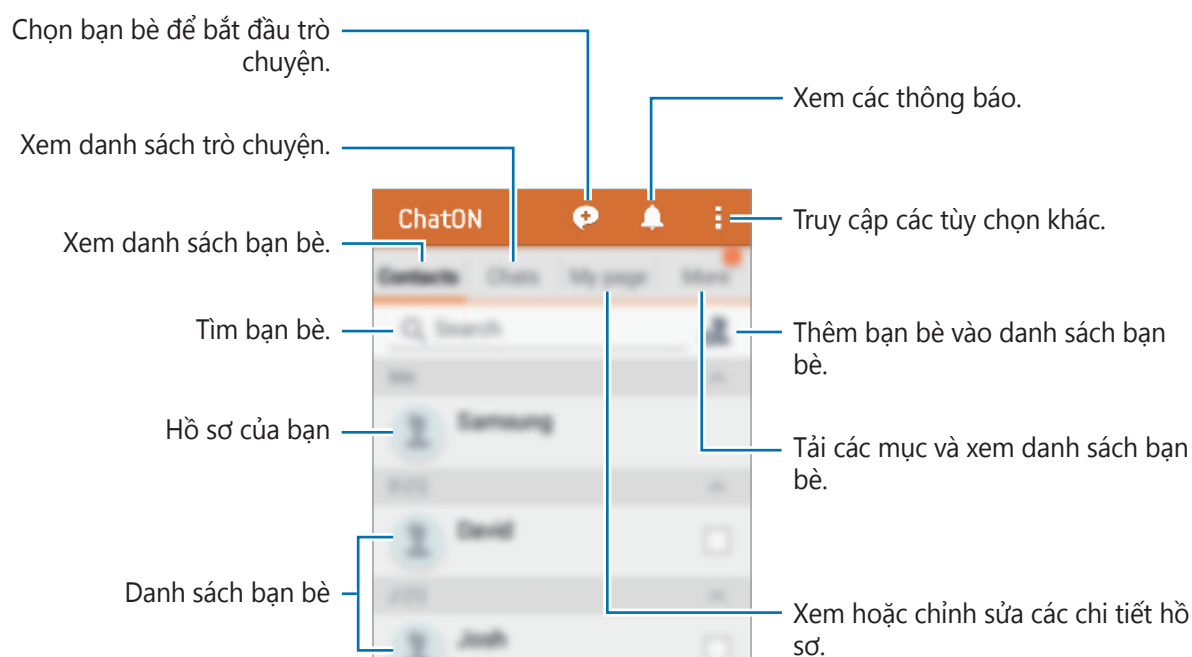 Chọn bạn bè để bắt đầu trò
chuyện.
Xem các thông báo.
Xem danh sách trò chuyện.
ChatON
Truy cập các tùy chọn khác.
Xem danh sách bạn bè.
Contacts Chats My page More
Tìm bạn bè.
Search
Thêm bạn bè vào danh sách bạn
bè.
Me
Hồ sơ của bạn
Samsung
Tải các mục và xem danh sách bạn
bè.
David
Danh sách bạn bè
Josh
Xem hoặc chỉnh sửa các chi tiết hồ
sơ.